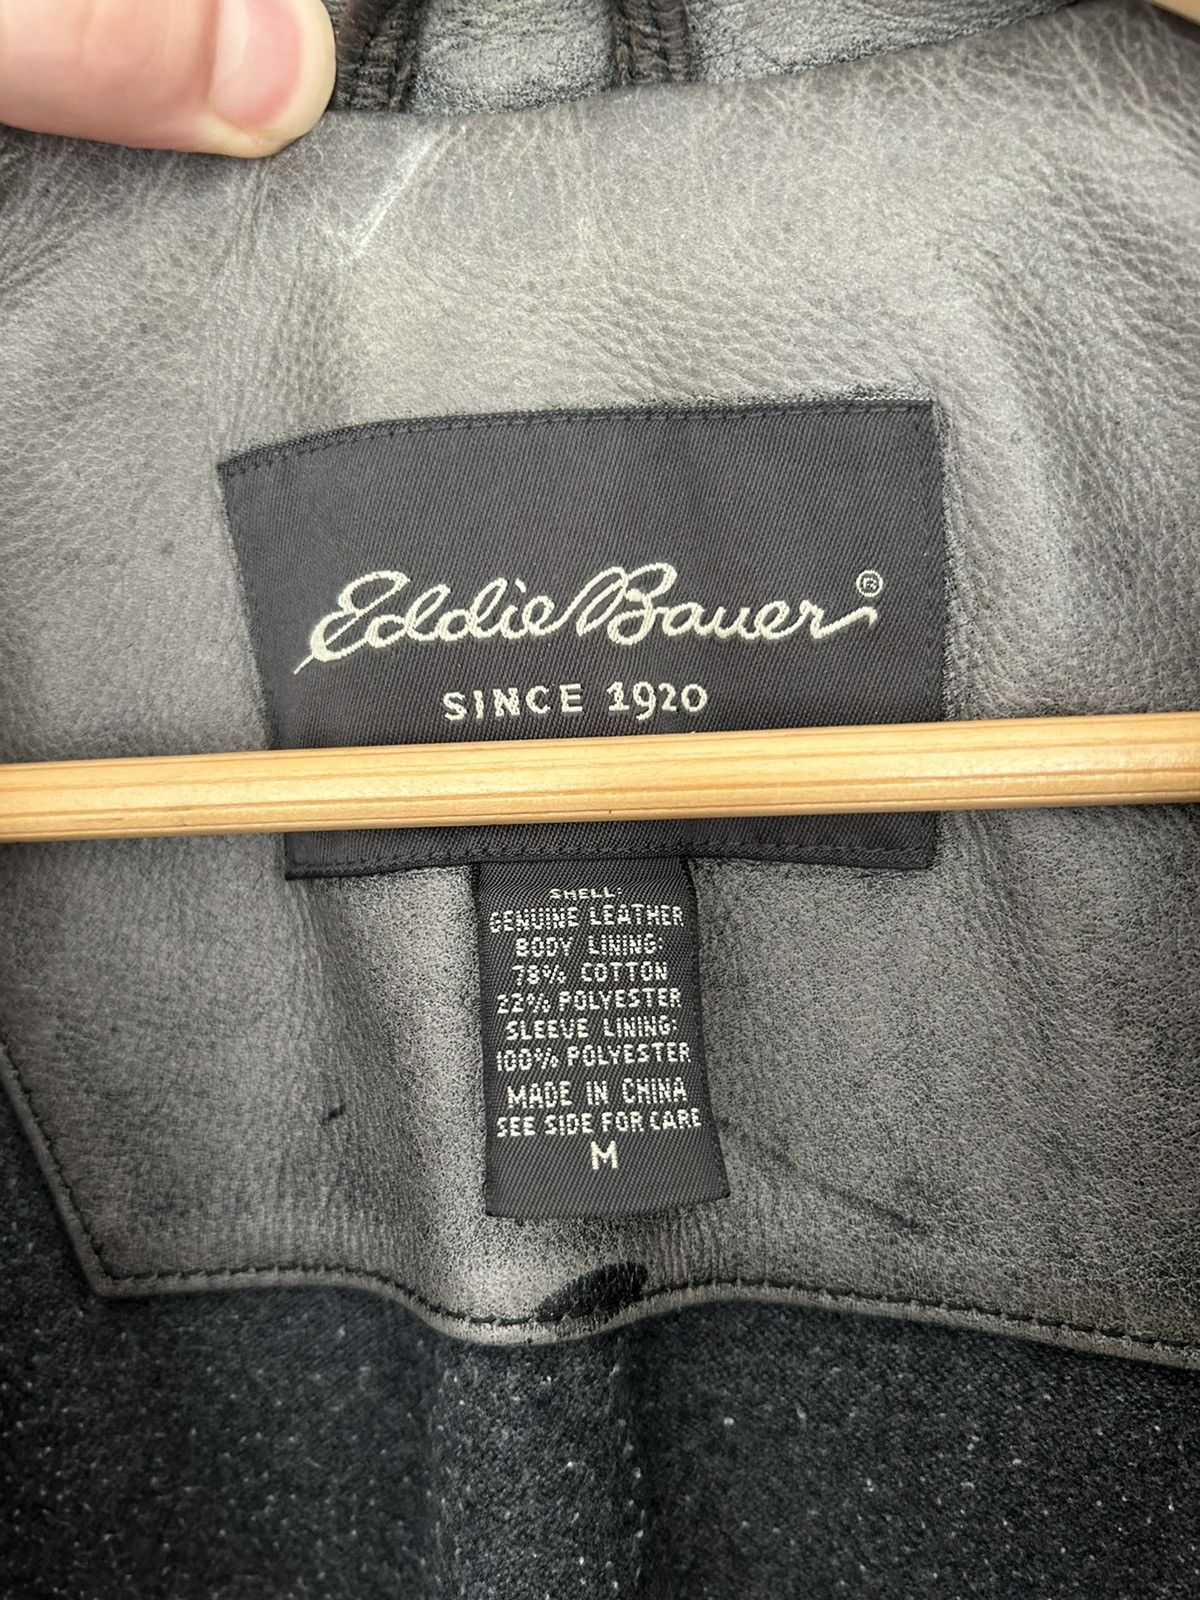 Eddie Bauer®
SINCE 1920
SHELL:
GENUINE LEATHER
BODY LINING:
78% COTTON
22% POLYESTER
SLEEVE LINING:
100% POLYESTER
MADE IN CHINA
SEE SIDE FOR CARE
M